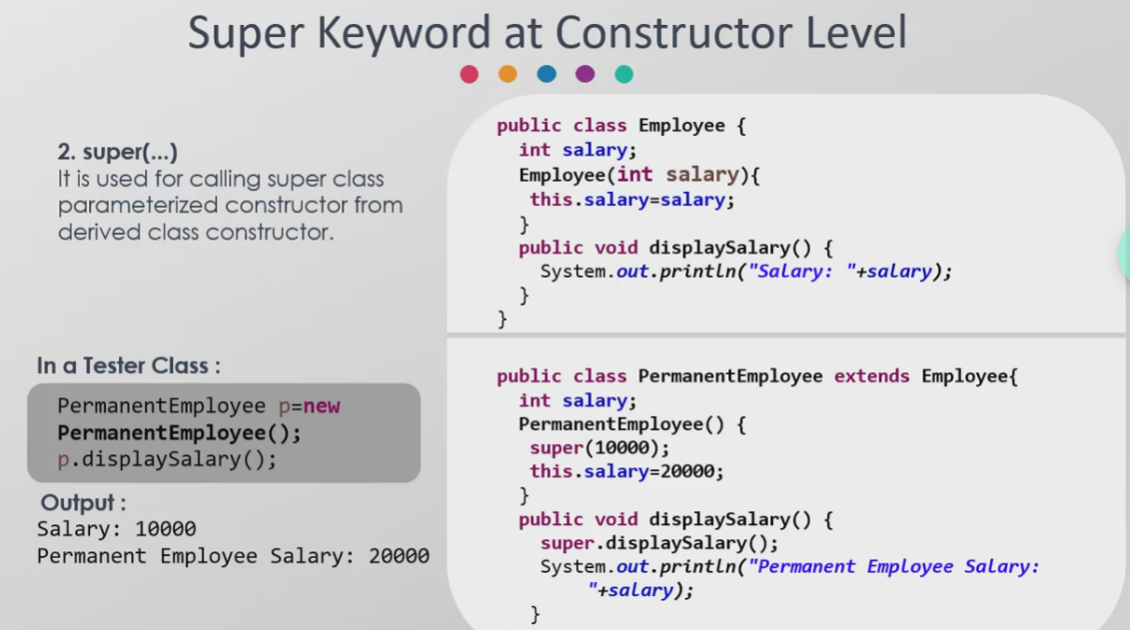 Super Keyword at Constructor Level
2. super(...)
It is used for calling super class
parameterized constructor from
derived class constructor.
In a Tester Class :
PermanentEmployee p=new
PermanentEmployee();
p.displaySalary();
Output :
Salary: 10000
Permanent Employee Salary: 20000
public class Employee {
int salary;
Employee(int salary){
this.salary=salary;
}
public void displaySalary() {
System.out.println("Salary: "+salary);
}
}
public class PermanentEmployee extends Employee{
int salary;
PermanentEmployee() {
super(10000);
this.salary=20000;
}
public void displaySalary() {
super.displaySalary();
System.out.println("Permanent Employee Salary:
"+salary);
}